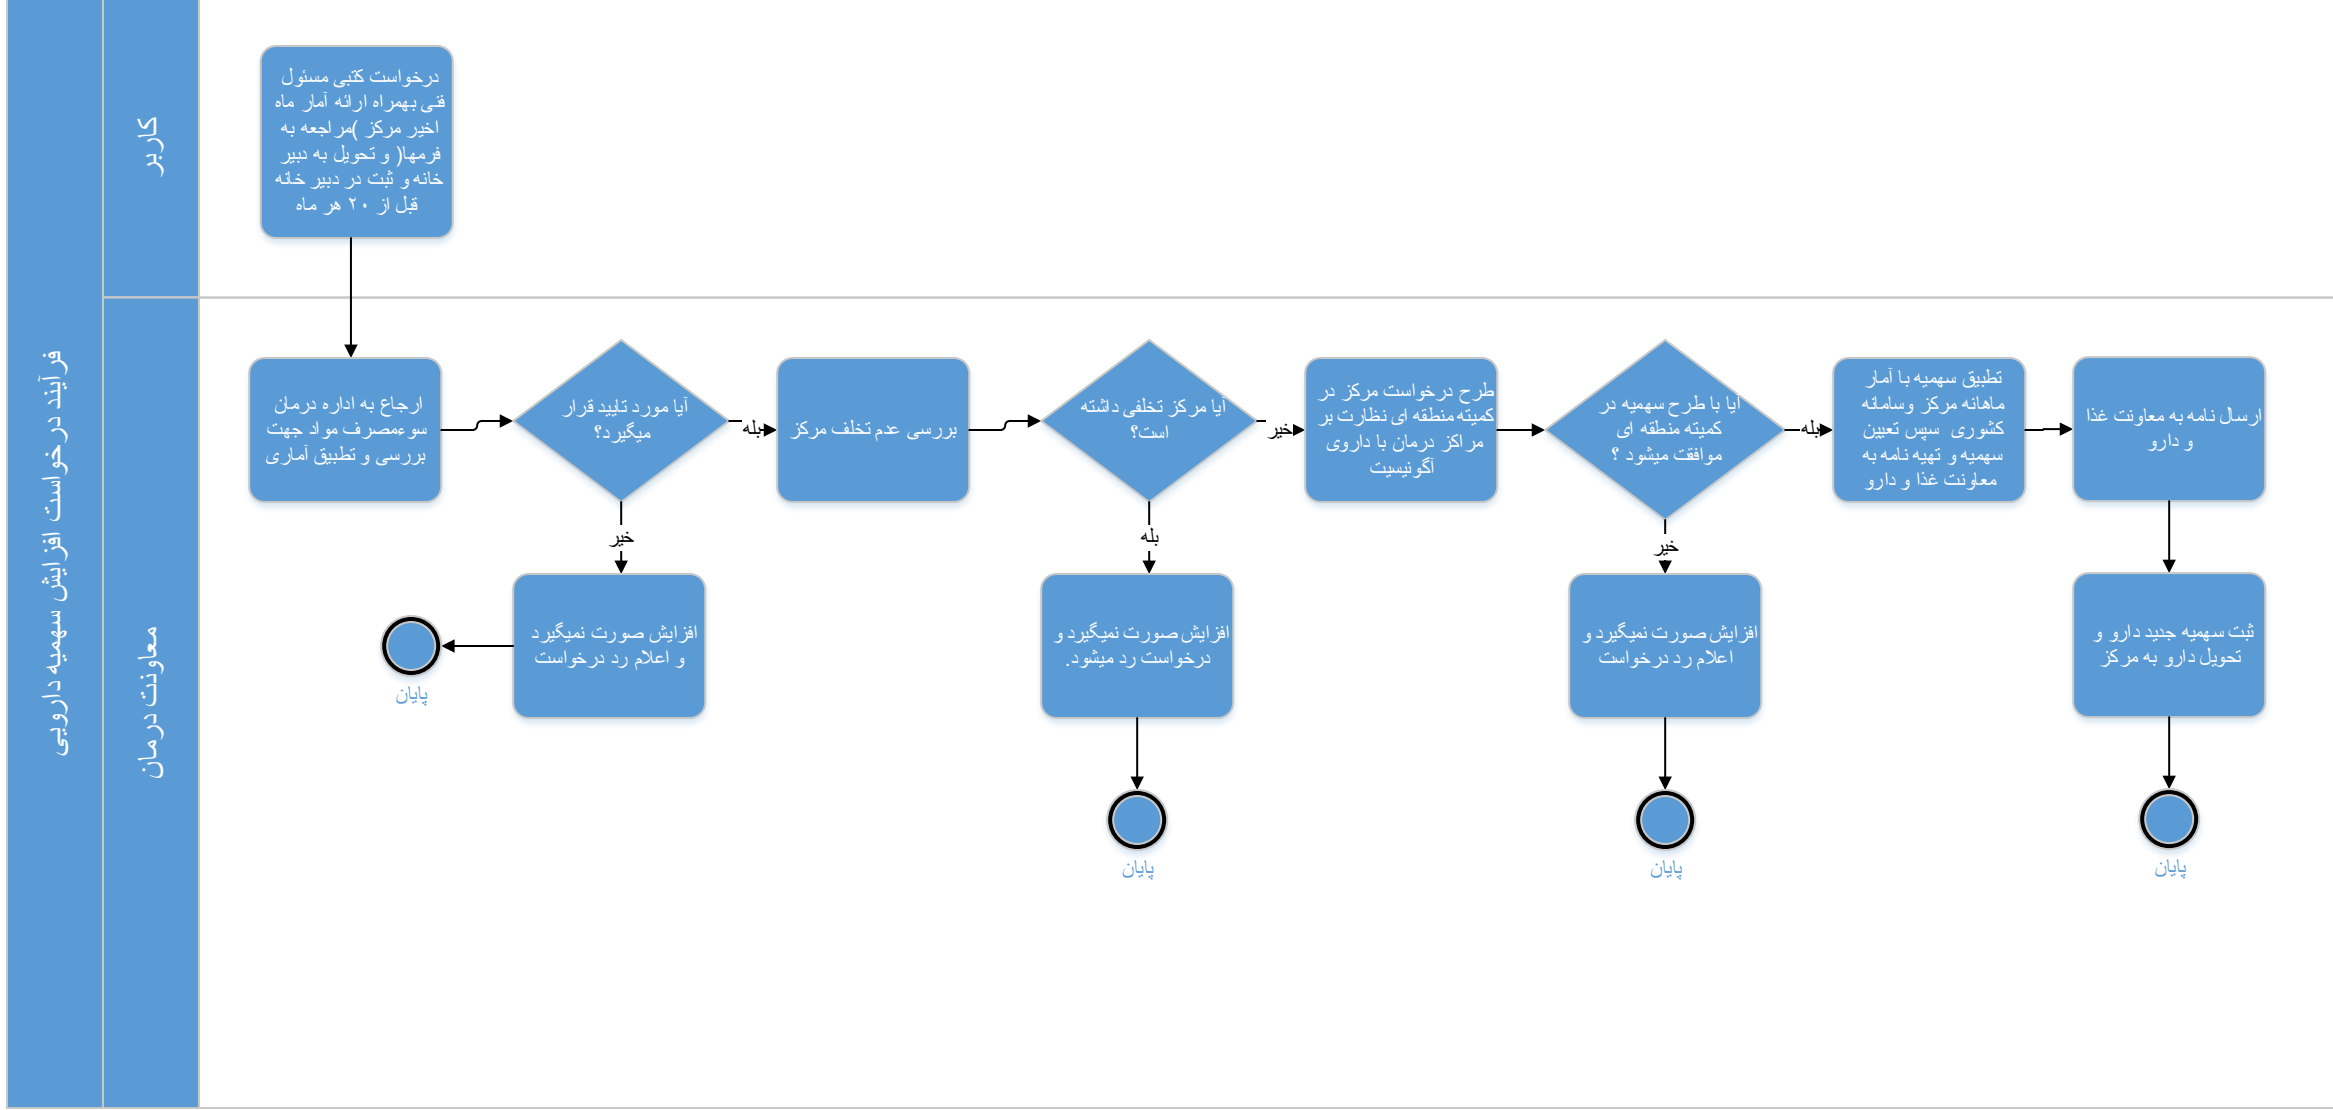 فرآیند درخواست افزایش سهمیه دارویی
کاربر
درخواست کتبی مسئول
فنی بهمراه ارائه آمار ماه
اخیر مرکز )مراجعه به
فرمها( و تحویل به دبیر
خانه و ثبت در دبیر خانه
قبل از ۲۰ هر ماه
معاونت درمان
ارجاع به اداره درمان
سوءمصرف مواد جهت
بررسی و تطبیق آماری
آیا مورد تایید قرار
میگیرد؟
بله
خیر
افزایش صورت نمیگیرد
و اعلام رد درخواست
پایان
بررسی عدم تخلف مرکز
آیا مرکز تخلفی داشته
است؟
خیر
بله
افزایش صورت نمیگیرد و
درخواست رد میشود.
پایان
طرح درخواست مرکز در
کمیته منطقه ای نظارت بر
مراکز درمان با داروی
آگونیست
آیا با طرح سهمیه در
کمیته منطقه ای
موافقت میشود ؟
بله
خیر
افزایش صورت نمیگیرد و
اعلام رد درخواست
پایان
تطبیق سهمیه با آمار
ماهانه مرکز وسامانه
کشوری سپس تعیین
سهمیه و تهیه نامه به
معاونت غذا و دارو
ارسال نامه به معاونت غذا
و دارو
ثبت سهمیه جدید دارو و
تحویل دارو به مرکز
پایان